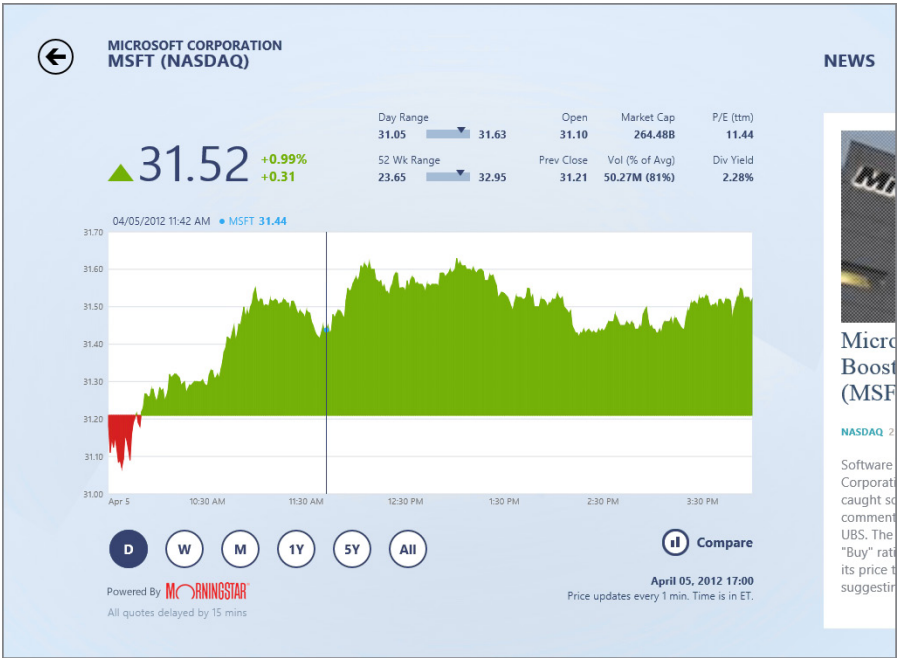 MICROSOFT CORPORATION
MSFT (NASDAQ)
NEWS
Day Range
31.05 31.63
Open
31.10
Market Cap
264.48B
P/E (ttm)
11.44
31.52
+0.99%
+0.31
52 Wk Range
23.65 32.95
Prev Close
31.21
Vol (% of Avg)
50.27M (81%)
Div Yield
2.28%
04/05/2012 11:42 AM • MSFT 31.44
31.70
31.60
31.50
31.40
31.30
31.20
31.10
31.00
Apr 5 10:30 AM 11:30 AM 12:30 PM 1:30 PM 2:30 PM 3:30 PM
D W M 1Y 5Y All
Compare
Powered By MORNINGSTAR
All quotes delayed by 15 mins
April 05, 2012 17:00
Price updates every 1 min. Time is in ET.
Micro
Boost
(MSF
NASDAQ 2
Software
Corporati
caught so
comment
UBS. The
"Buy" rati
its price t
suggestin